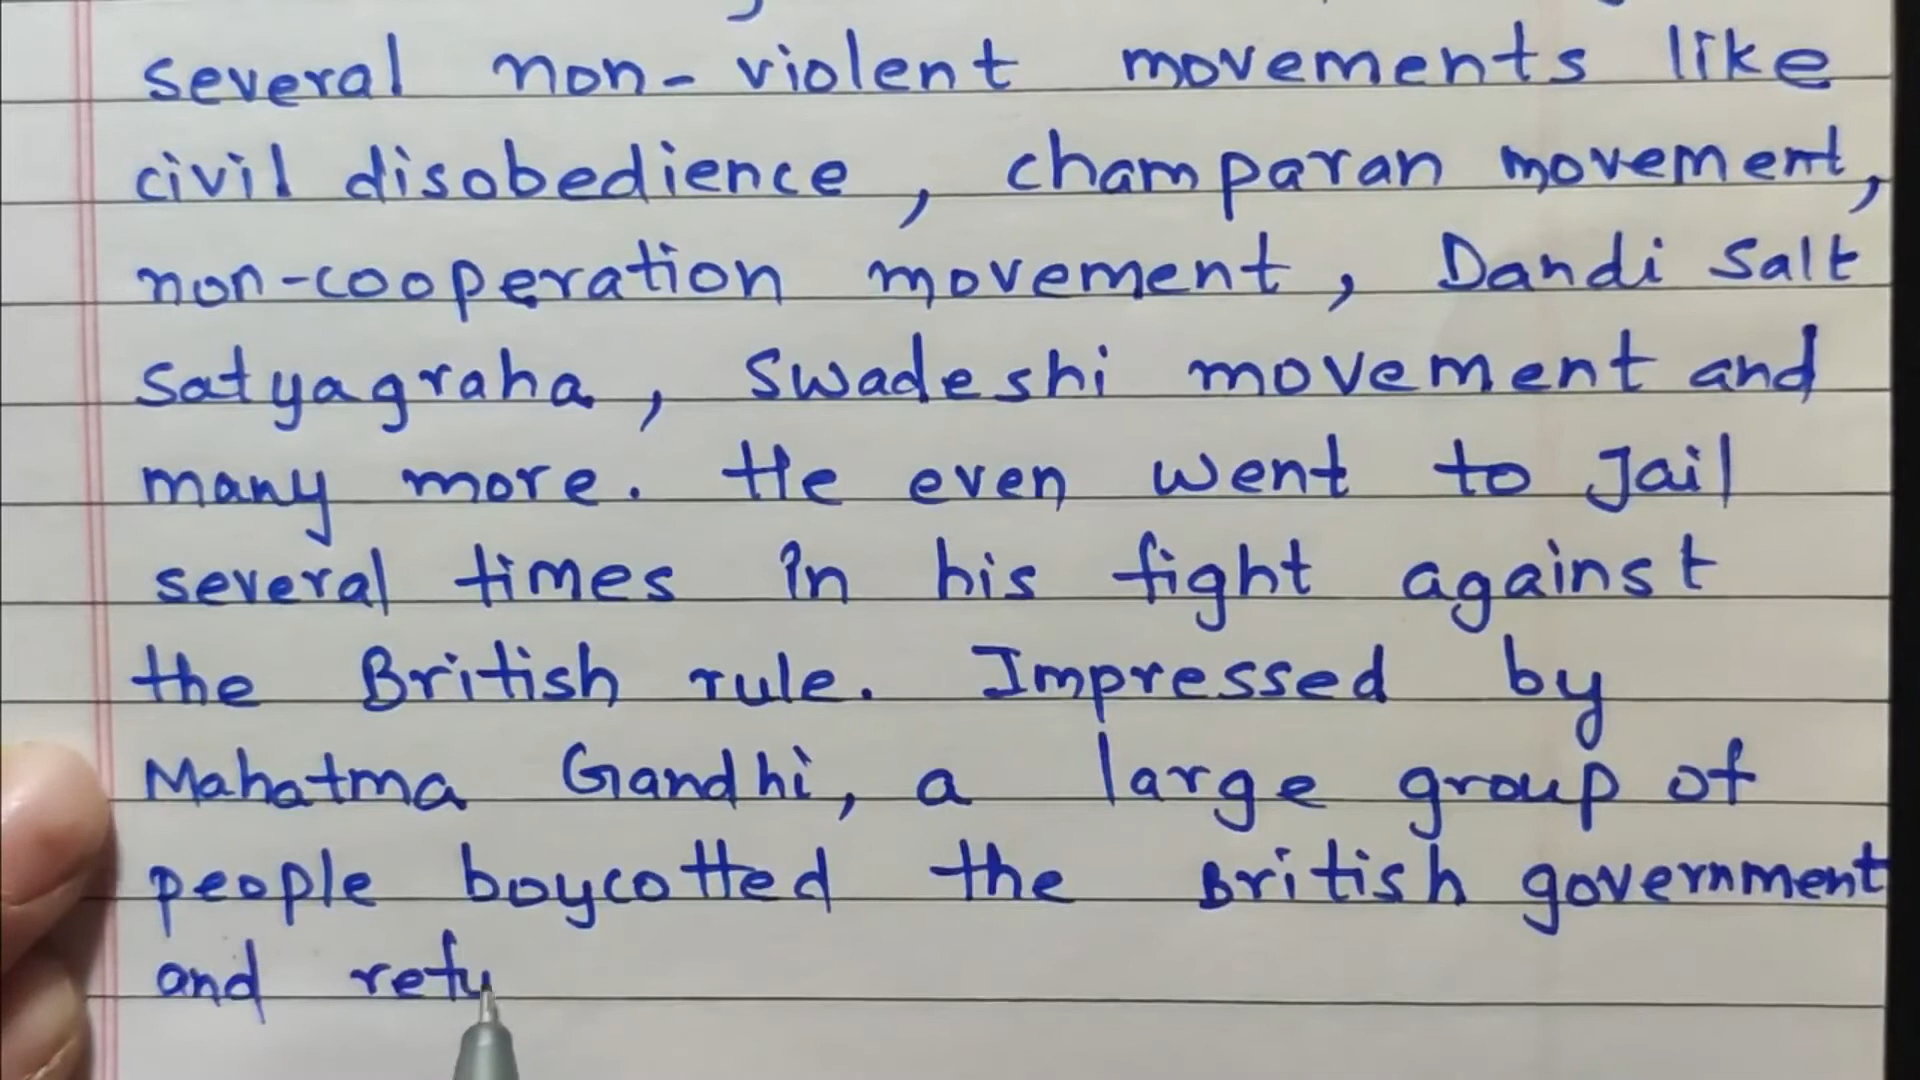 several non-violent movements like
civil disobedience, champaran movement,
non-cooperation movement, Dandi Salt
Satyagraha, Swadeshi movement and
many more. He even went to Jail
several times in his fight against
the British rule. Impressed by
Mahatma Gandhi, a large group of
people boycotted the British government
and refu